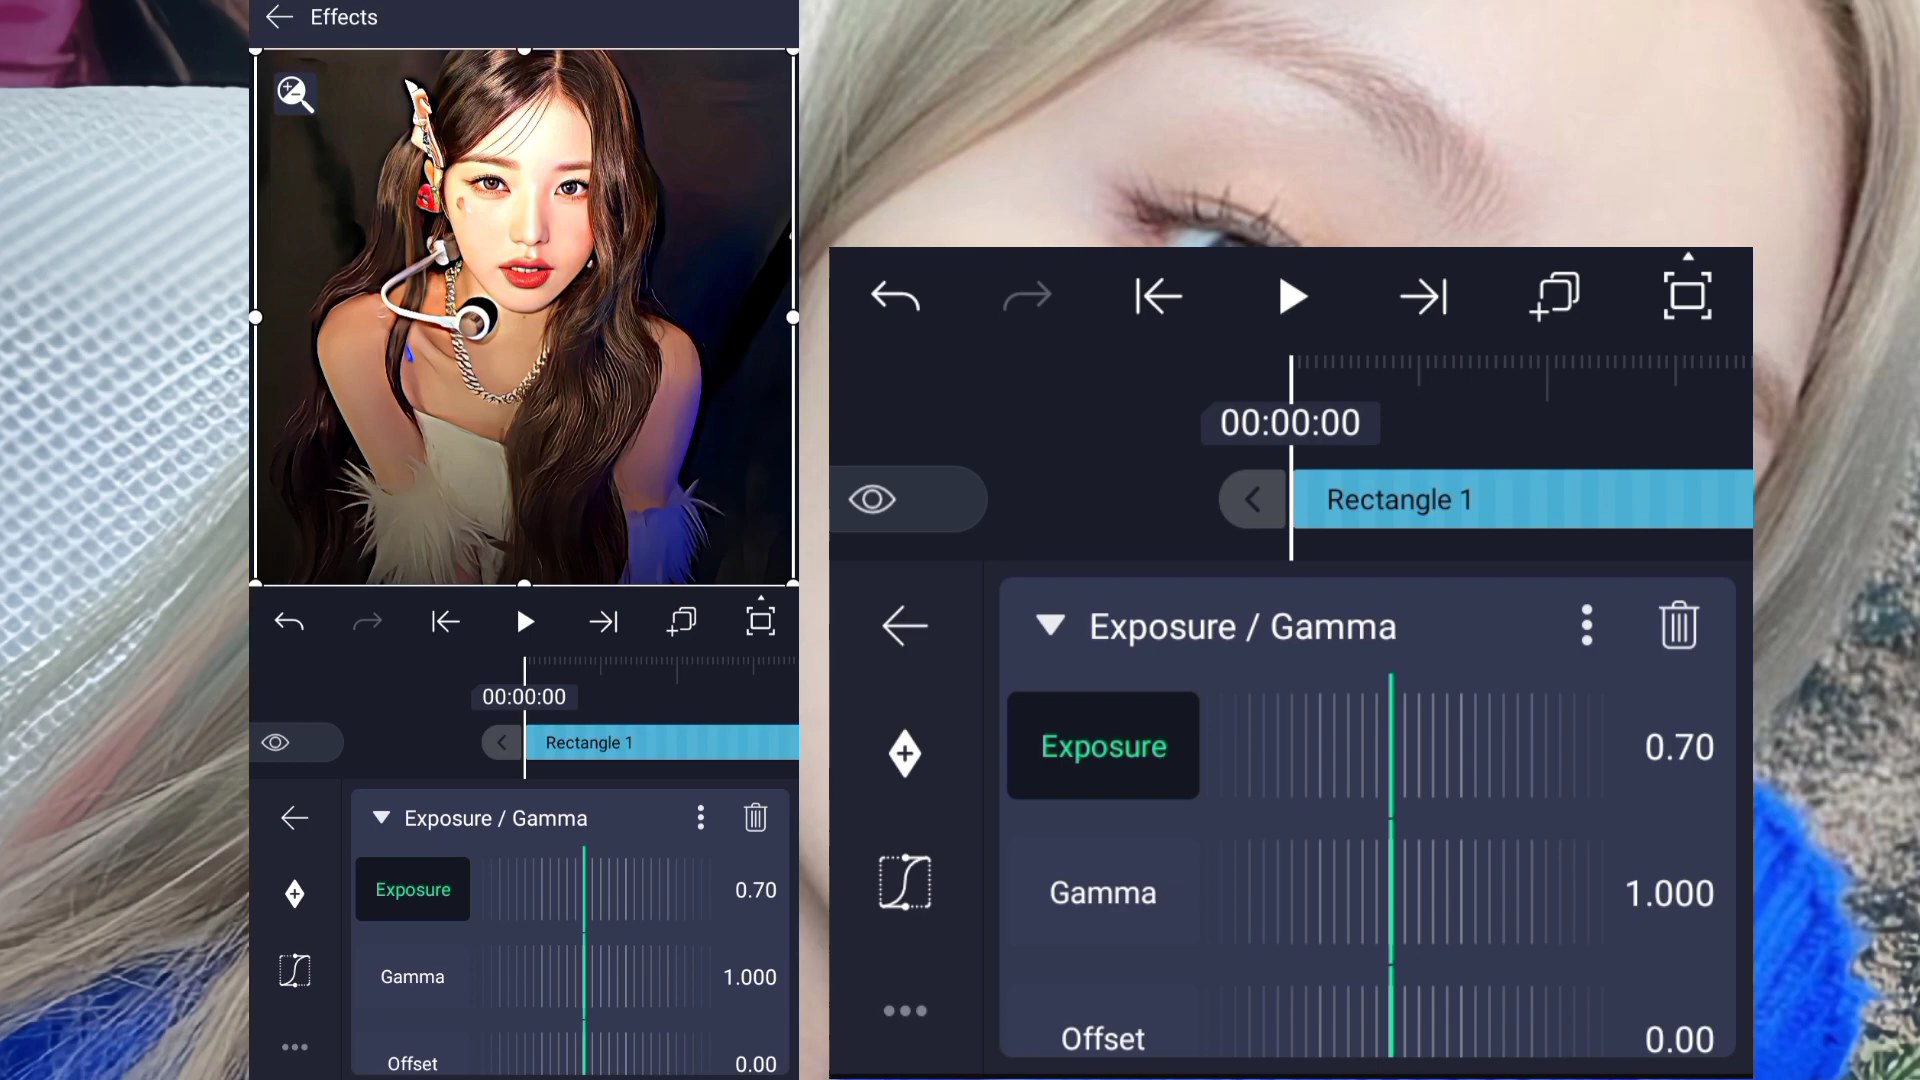 Effects
00:00:00
Rectangle 1
Exposure / Gamma
Exposure
0.70
Gamma
1.000
Offset
0.00
00:00:00
Rectangle 1
Exposure / Gamma
Exposure
0.70
Gamma
1.000
Offset
0.00